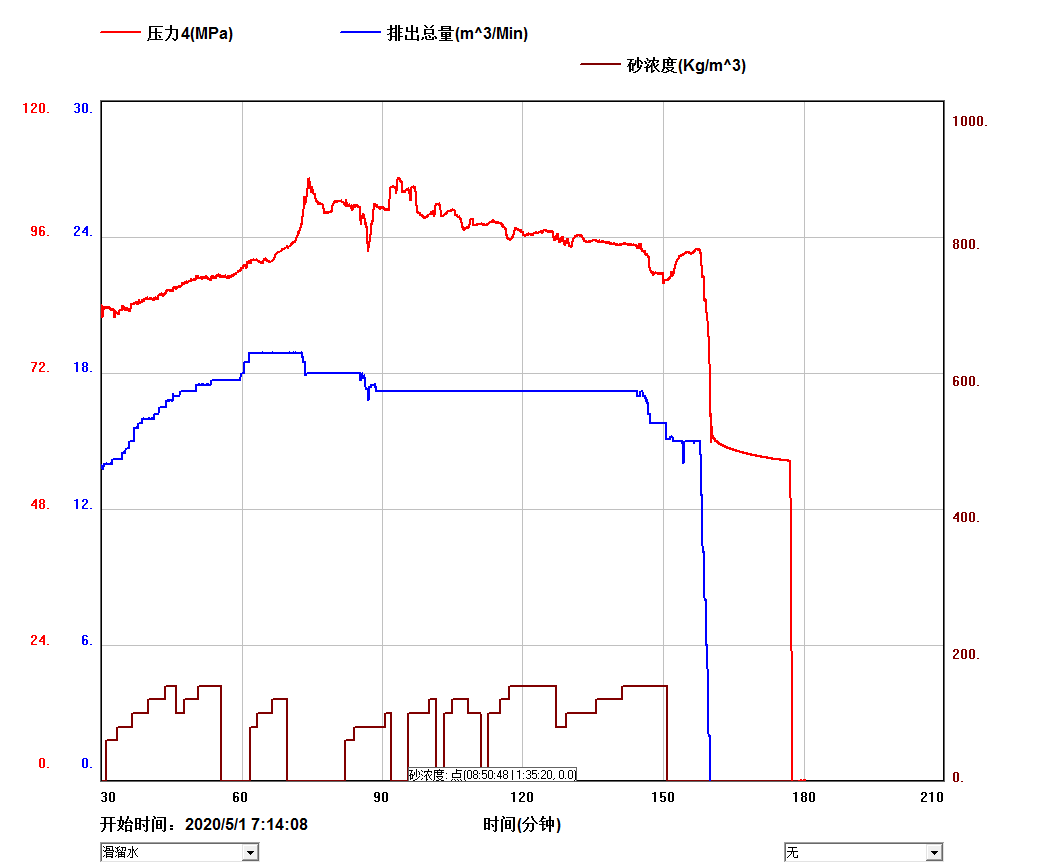 压力4(MPa) 排出总量(m^3/Min)
砂浓度(Kg/m^3)
120. 30. 1000.
96. 24. 800.
72. 18. 600.
48. 12. 400.
24. 6. 200.
0. 0. 0.
砂浓度: 点(08:50:48 | 1:35:20, 0.0)
30 60 90 120 150 180 210
开始时间：2020/5/1 7:14:08 时间(分钟)
滑溜水 无